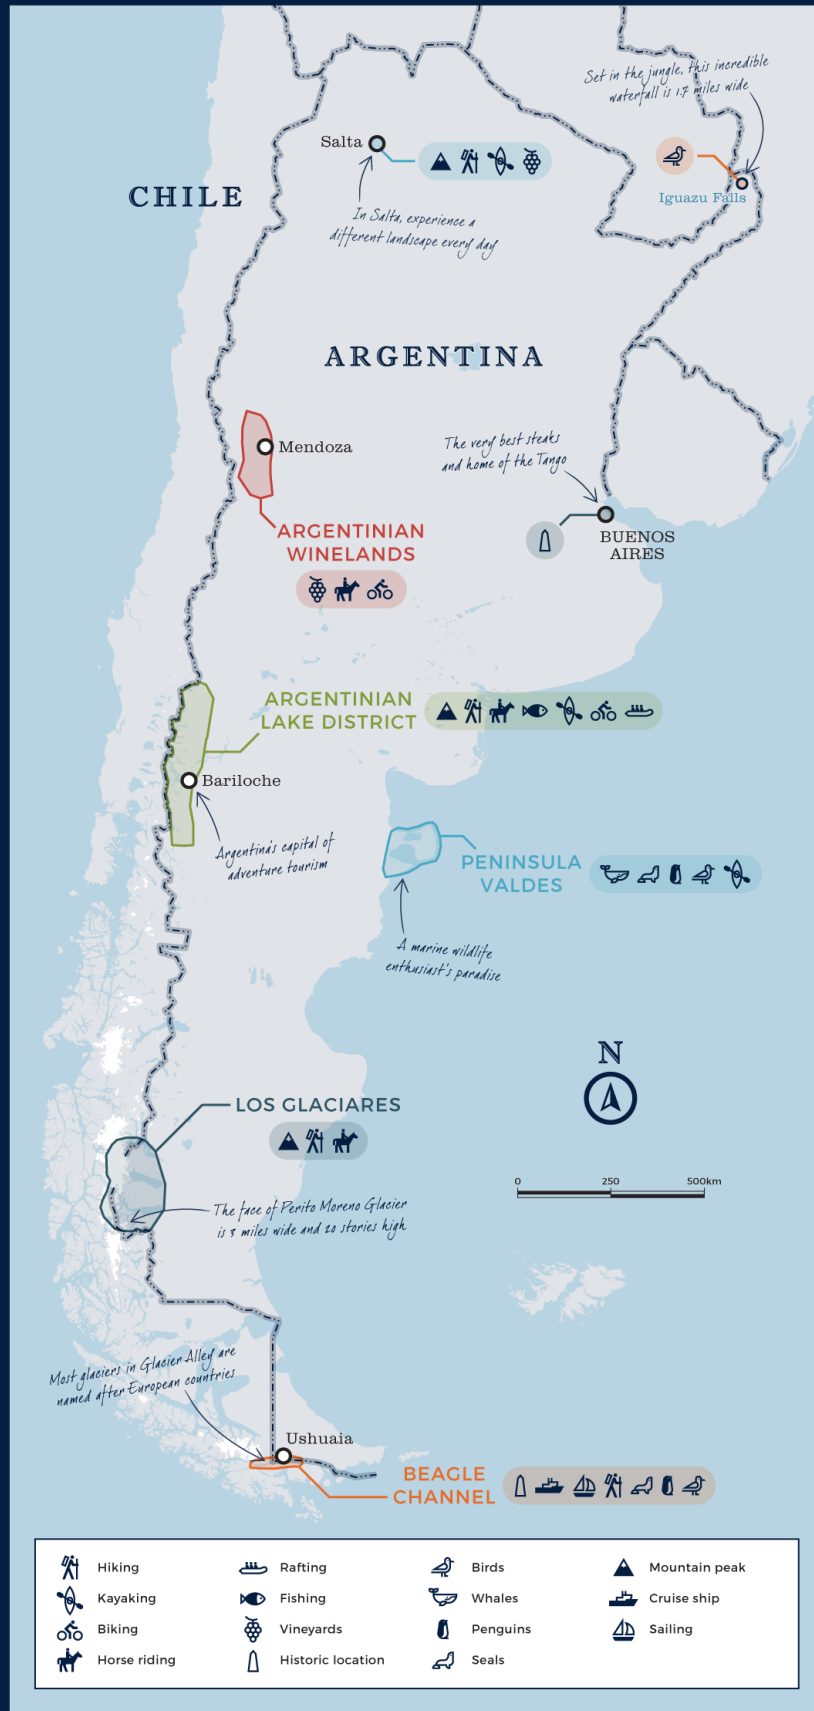 Set in the jungle, this incredible
waterfall is 1.7 miles wide
Salta
Iguazu Falls
CHILE
In Salta, experience a
different landscape every day
ARGENTINA
The very best steaks
and home of the Tango
Mendoza
ARGENTINIAN
WINELANDS
BUENOS
AIRES
ARGENTINIAN
LAKE DISTRICT
Bariloche
Argentina's capital of
adventure tourism
PENINSULA
VALDES
A marine wildlife
enthusiast's paradise
N
LOS GLACIARES
0 250 500km
The face of Perito Moreno Glacier
is 3 miles wide and 20 stories high
Most glaciers in Glacier Alley are
named after European countries
Ushuaia
BEAGLE
CHANNEL
Hiking
Kayaking
Biking
Horse riding
Rafting
Fishing
Vineyards
Historic location
Birds
Whales
Penguins
Seals
Mountain peak
Cruise ship
Sailing